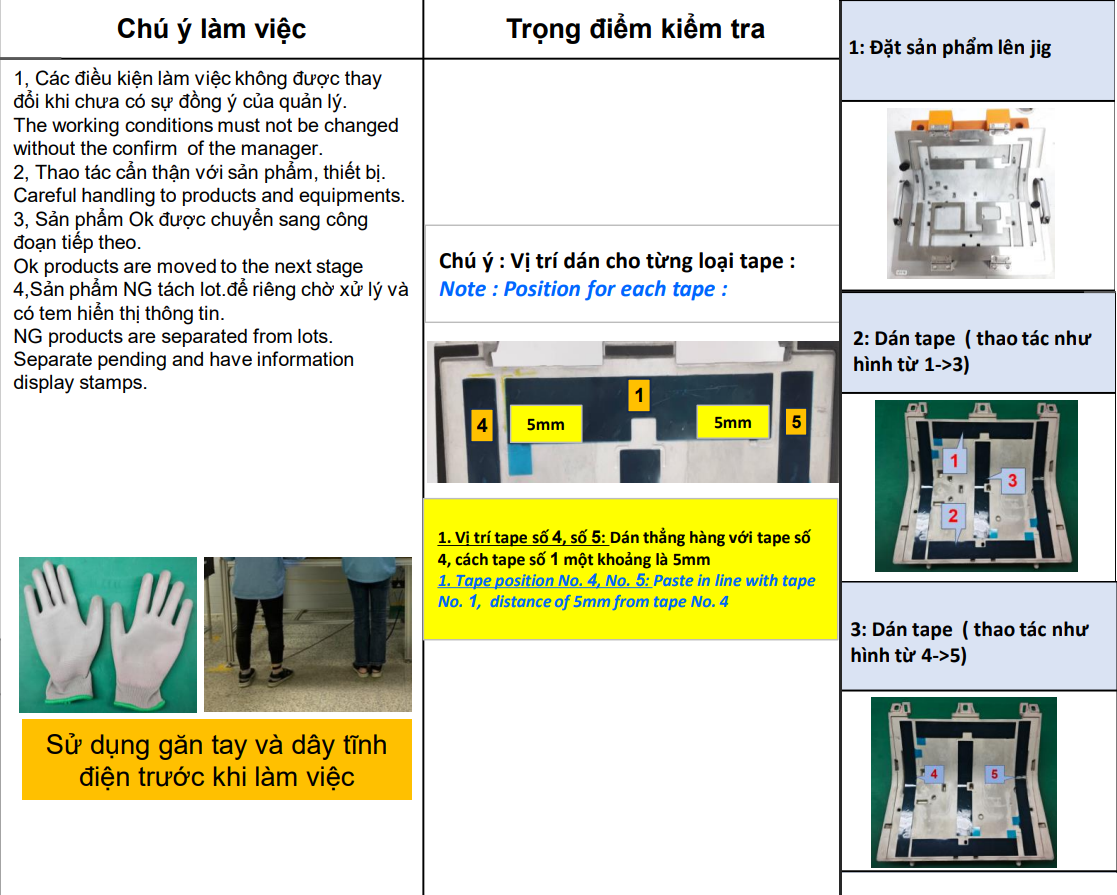 Chú ý làm việc
1, Các điều kiện làm việc không được thay
đổi khi chưa có sự đồng ý của quản lý.
The working conditions must not be changed
without the confirm of the manager.
2, Thao tác cẩn thận với sản phẩm, thiết bị.
Careful handling to products and equipments.
3, Sản phẩm Ok được chuyển sang công
đoạn tiếp theo.
Ok products are moved to the next stage
4,Sản phẩm NG tách lot.để riêng chờ xử lý và
có tem hiển thị thông tin.
NG products are separated from lots.
Separate pending and have information
display stamps.
Sử dụng găn tay và dây tĩnh
điện trước khi làm việc
Trọng điểm kiểm tra
Chú ý : Vị trí dán cho từng loại tape :
Note : Position for each tape :
1
4
5mm
5mm
5
1. Vị trí tape số 4, số 5: Dán thẳng hàng với tape số
4, cách tape số 1 một khoảng là 5mm
1. Tape position No. 4, No. 5: Paste in line with tape
No. 1, distance of 5mm from tape No. 4
1: Đặt sản phẩm lên jig
2: Dán tape ( thao tác như
hình từ 1->3)
1
3
2
3: Dán tape ( thao tác như
hình từ 4->5)
4
5